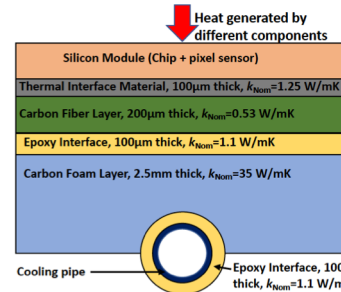 Heat generated by
different components
Silicon Module (Chip + pixel sensor)
Thermal Interface Material, 100µm thick, kNom=1.25 W/mK
Carbon Fiber Layer, 200µm thick, kNom=0.53 W/mK
Epoxy Interface, 100µm thick, kNom=1.1 W/mK
Carbon Foam Layer, 2.5mm thick, kNom=35 W/mK
Cooling pipe
Epoxy Interface, 100
thick, kNom=1.1 W/m